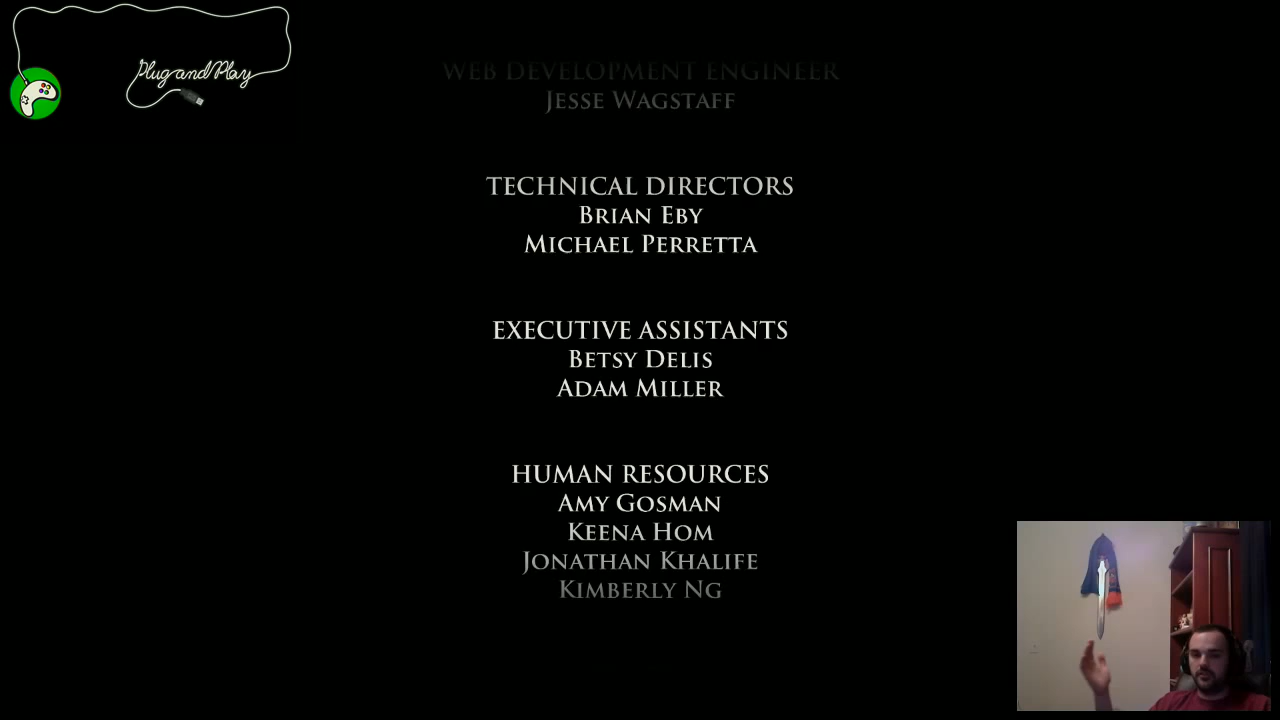 Plug and Play
WEB DEVELOPMENT ENGINEER
JESSE WAGSTAFF
TECHNICAL DIRECTORS
BRIAN EBY
MICHAEL PERRETTA
EXECUTIVE ASSISTANTS
BETSY DELIS
ADAM MILLER
HUMAN RESOURCES
AMY GOSMAN
KEENA HOM
JONATHAN KHALIFE
KIMBERLY NG